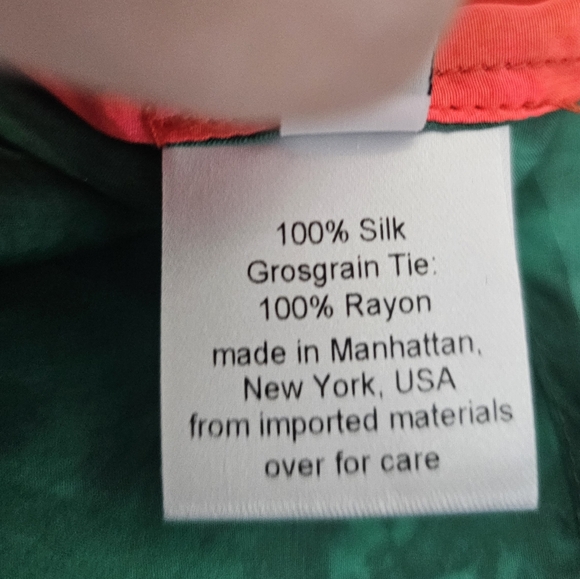 100% Silk
Grosgrain Tie:
100% Rayon
made in Manhattan,
New York, USA
from imported materials
over for care